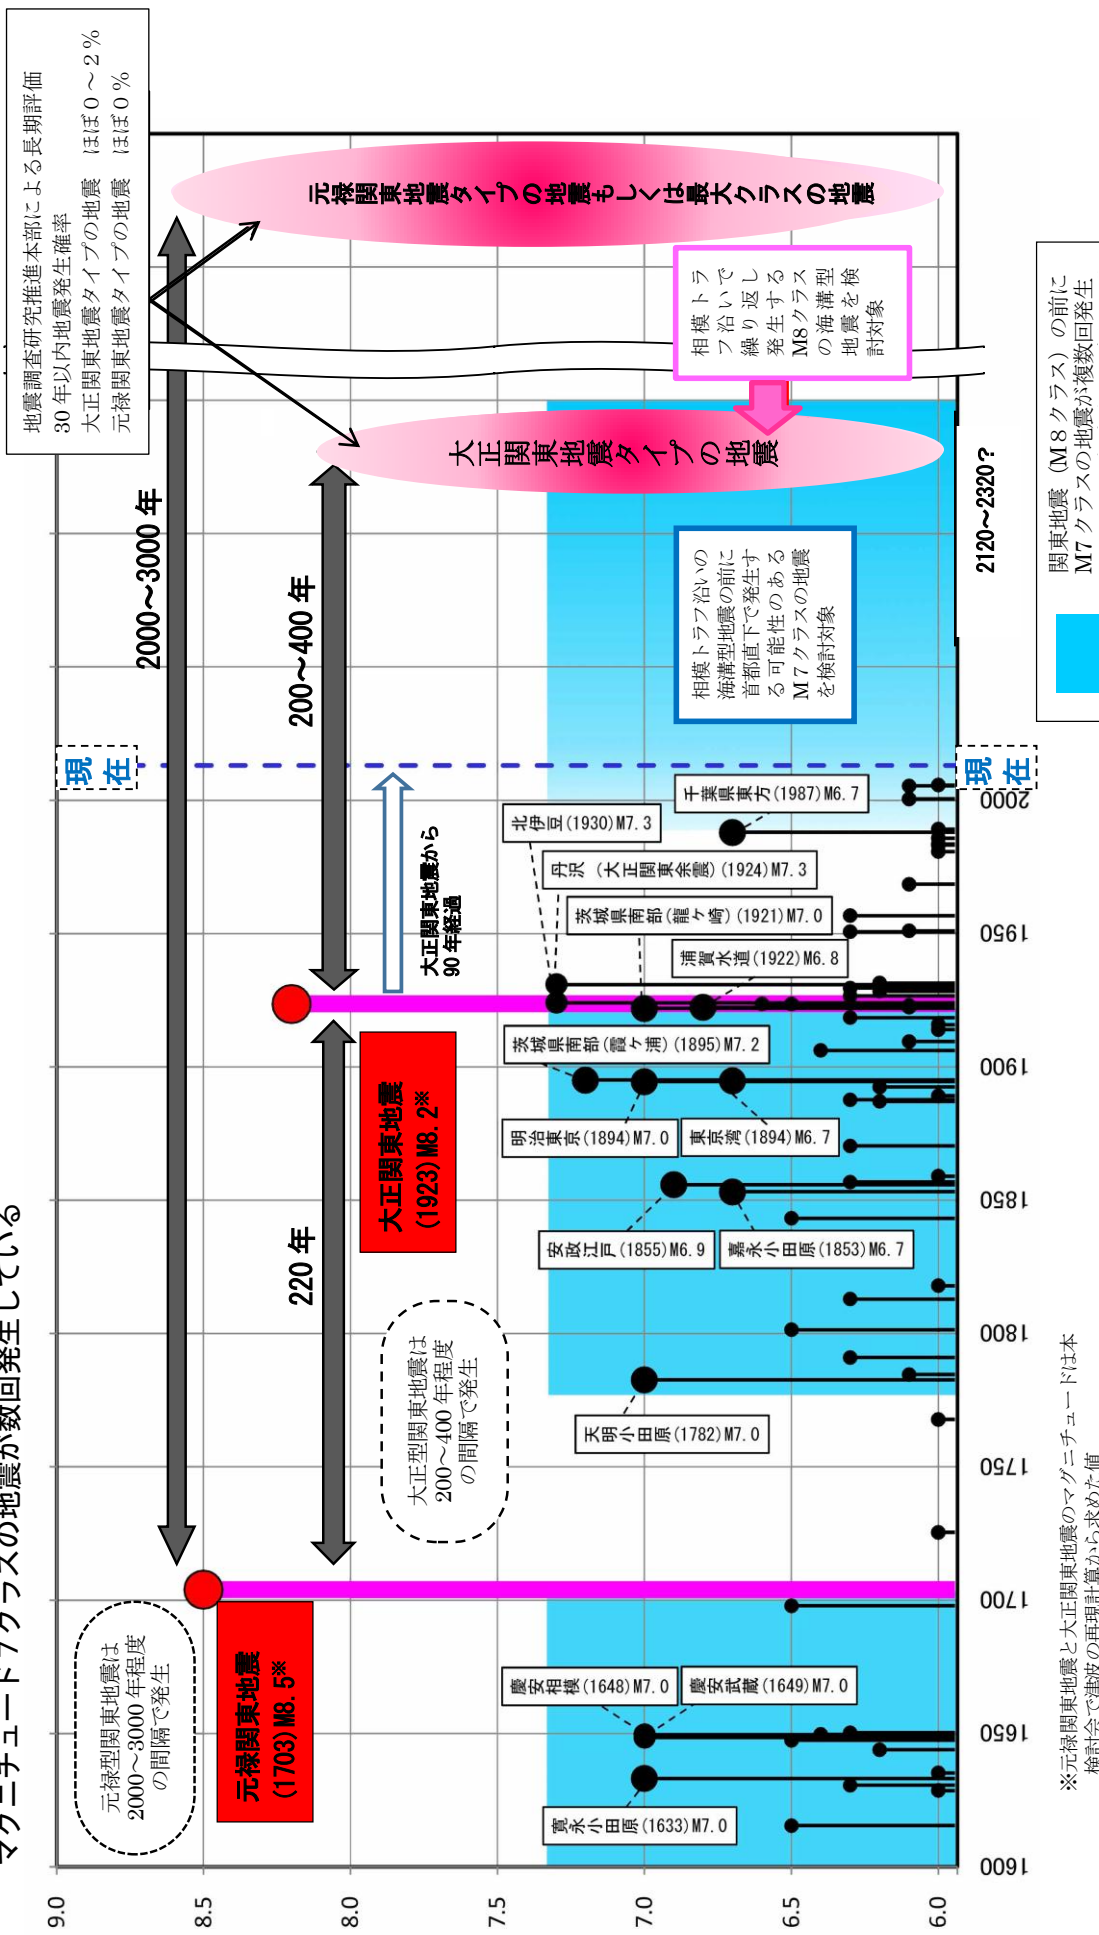 マグニチュード7クラスの地震が数回発生している
地震調査研究推進本部による長期評価
30年以内地震発生確率
大正関東地震タイプの地震　ほぼ0～2%
元禄関東地震タイプの地震　ほぼ0%
9.0
8.5
8.0
7.5
7.0
6.5
6.0
2000～3000年
現在
元禄型関東地震は
2000～3000年程度
の間隔で発生
元禄関東地震
(1703)M8.5※
220年
200～400年
大正型関東地震は
200～400年程度
の間隔で発生
大正関東地震
(1923)M8.2※
大正関東地震から
90年経過
元禄関東地震タイプの地震もしくは最大クラスの地震
大正関東地震タイプの地震
相模トラ
フ沿いで
繰り返し
発生する
M8クラス
の海溝型
地震を検
討対象
相模トラフ沿いの
海溝型地震の前に
首都直下で発生す
る可能性のある
M7クラスの地震
を検討対象
寛永小田原(1633)M7.0
慶安相模(1648)M7.0
慶安武蔵(1649)M7.0
天明小田原(1782)M7.0
安政江戸(1855)M6.9
嘉永小田原(1853)M6.7
明治東京(1894)M7.0
東京湾(1894)M6.7
茨城県南部(霞ケ浦)(1895)M7.2
北伊豆(1930)M7.3
丹沢（大正関東余震）(1924)M7.3
茨城県南部(龍ケ崎)(1921)M7.0
浦賀水道(1922)M6.8
千葉県東方(1987)M6.7
1600
1650
1700
1750
1800
1850
1900
1950
2000
現在
2120～2320?
※元禄関東地震と大正関東地震のマグニチュードは本
検討会で津波の再現計算から求めた値
関東地震（M8クラス）の前に
M7クラスの地震が複数回発生